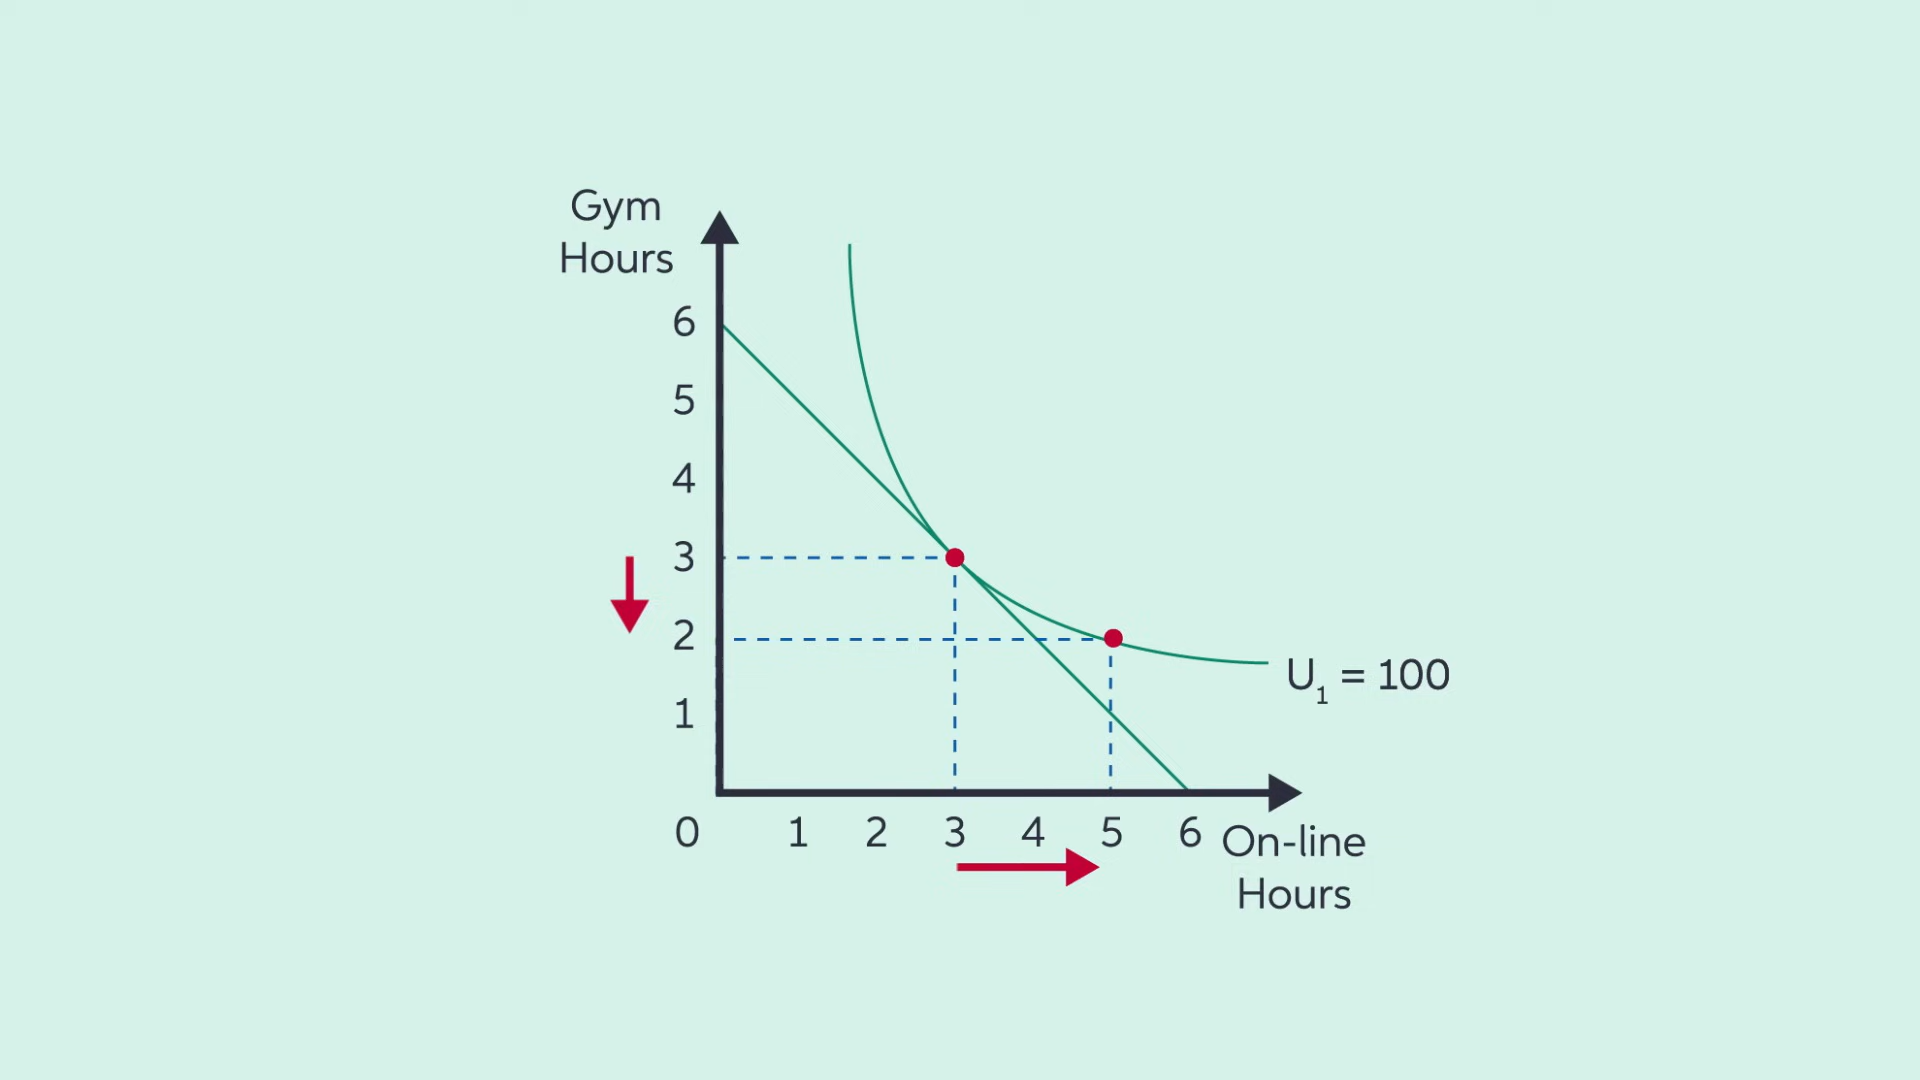 Gym
Hours
6
5
4
3
2
1
U₁ = 100
0 1 2 3 4 5 6
On-line
Hours